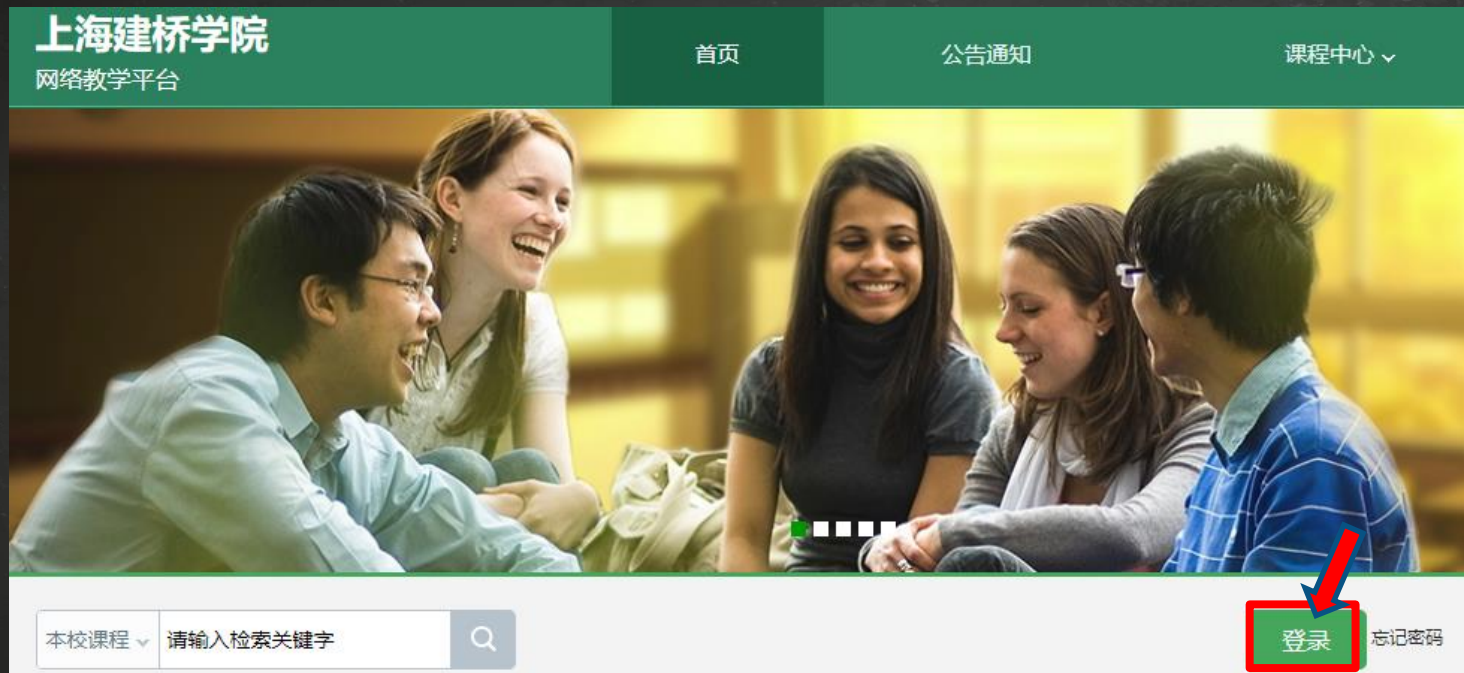 上海建桥学院
网络教学平台
首页
公告通知
课程中心
本校课程
请输入检索关键字
登录
忘记密码